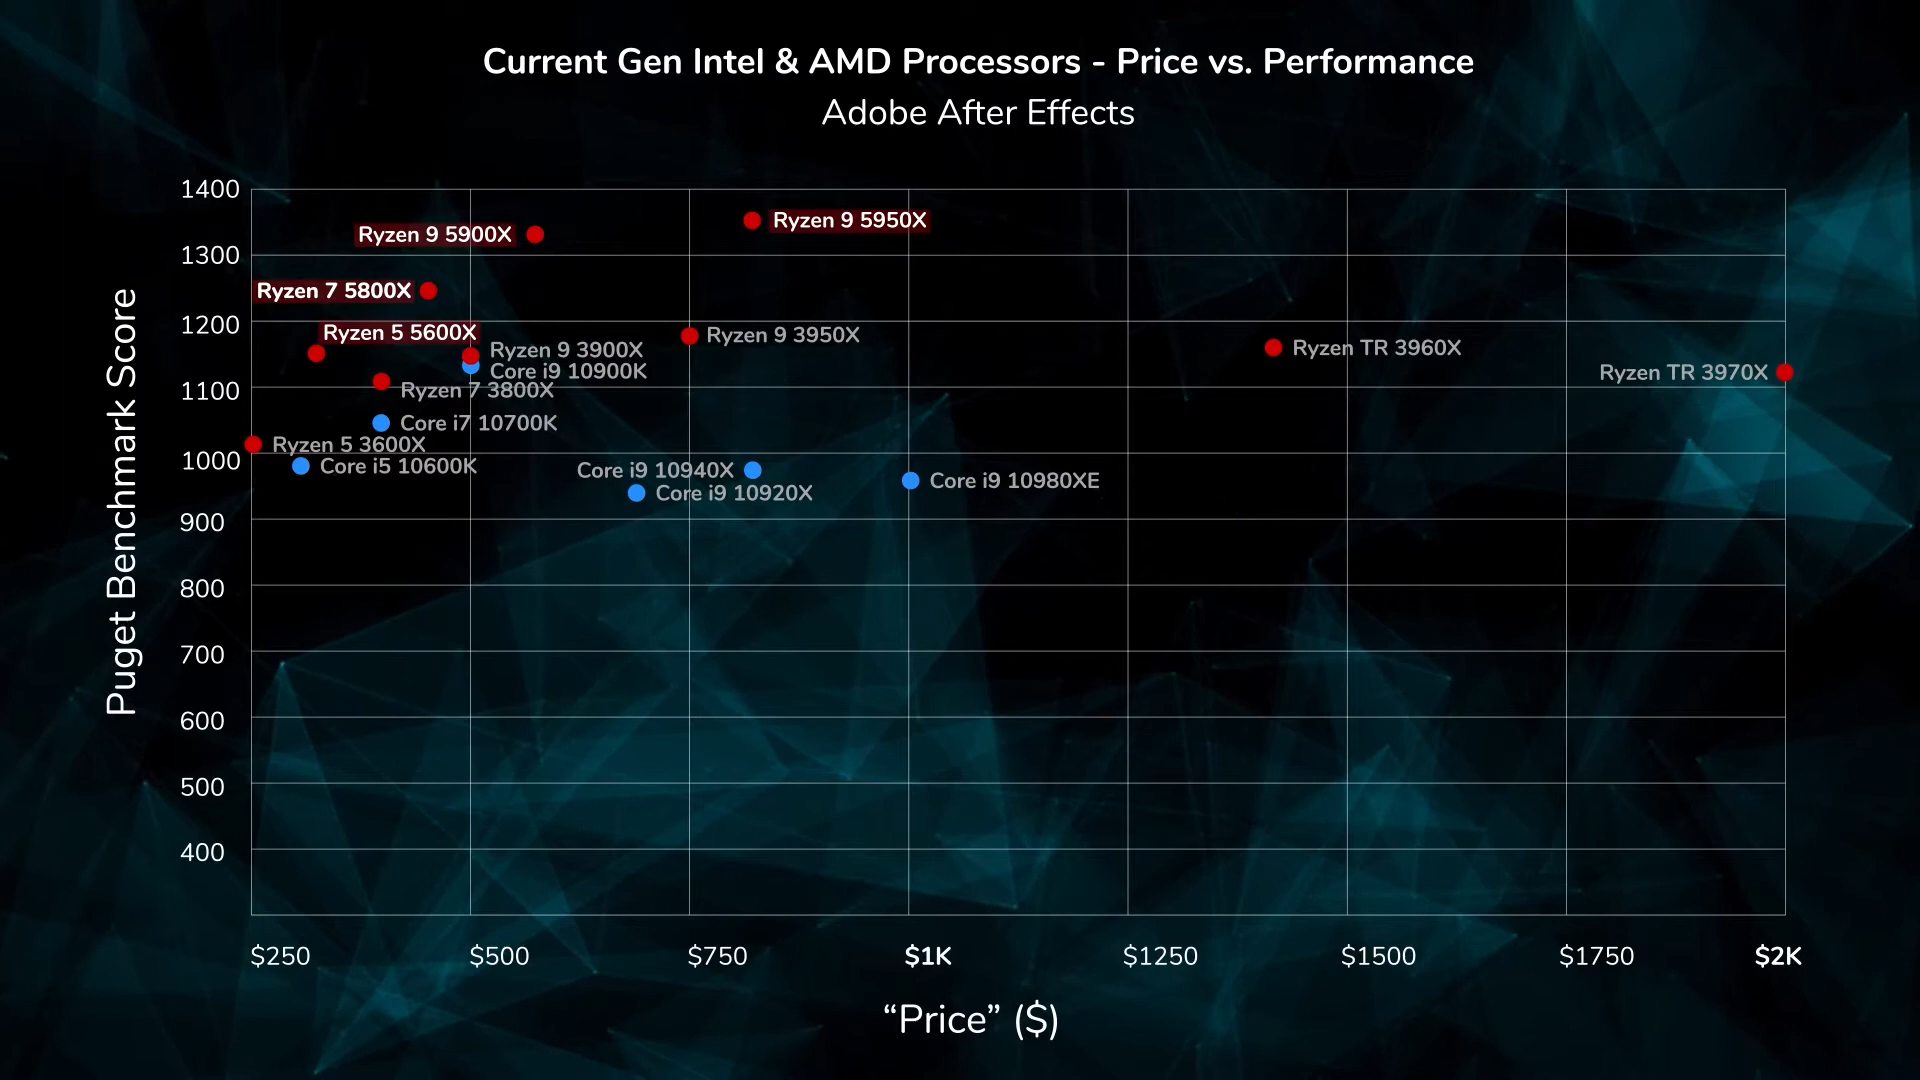 Current Gen Intel & AMD Processors - Price vs. Performance
Adobe After Effects
Puget Benchmark Score
1400
1300
1200
1100
1000
900
800
700
600
500
400
Ryzen 9 5950X
Ryzen 9 5900X
Ryzen 7 5800X
Ryzen 5 5600X
Ryzen 9 3950X
Ryzen 9 3900X
Ryzen TR 3960X
Core i9 10900K
Ryzen TR 3970X
Ryzen 7 3800X
Core i7 10700K
Ryzen 5 3600X
Core i5 10600K
Core i9 10940X
Core i9 10920X
Core i9 10980XE
$250
$500
$750
$1K
$1250
$1500
$1750
$2K
“Price” ($)